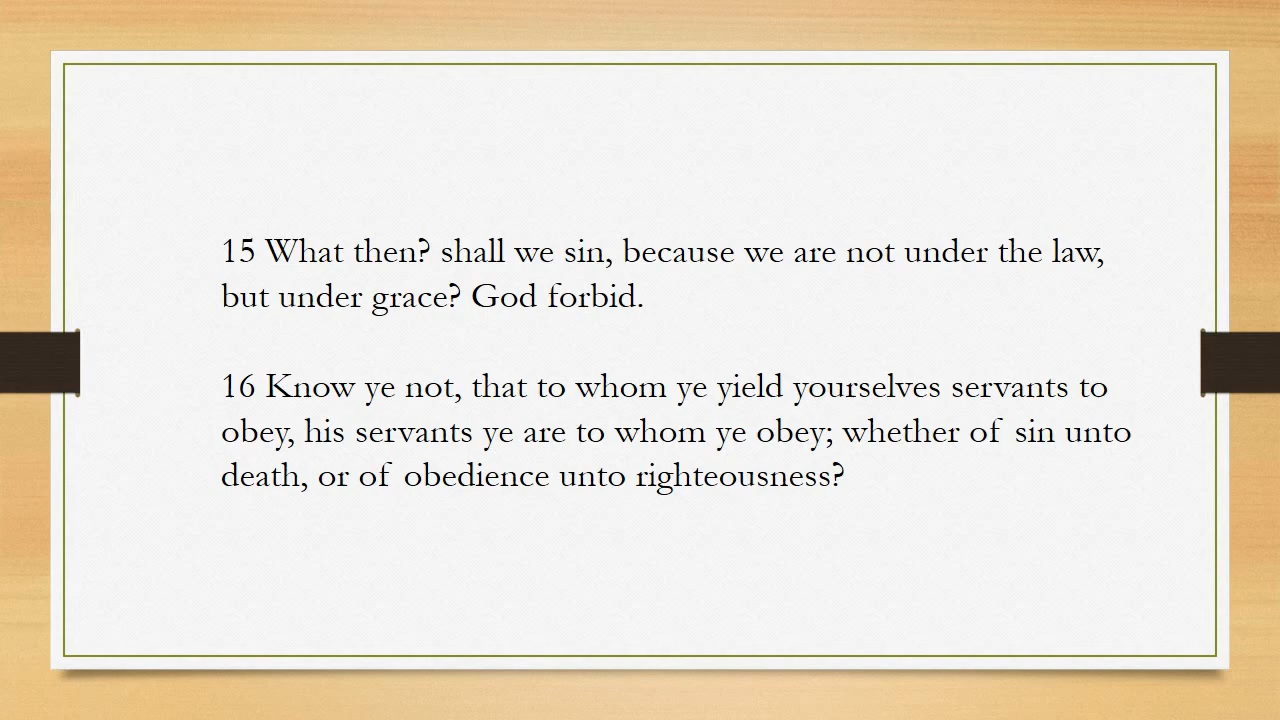 15 What then? shall we sin, because we are not under the law,
but under grace? God forbid.
16 Know ye not, that to whom ye yield yourselves servants to
obey, his servants ye are to whom ye obey; whether of sin unto
death, or of obedience unto righteousness?